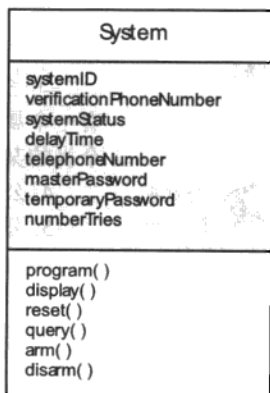 System
systemID
verificationPhoneNumber
systemStatus
delayTime
telephoneNumber
masterPassword
temporaryPassword
numberTries
program( )
display( )
reset( )
query( )
arm( )
disarm( )